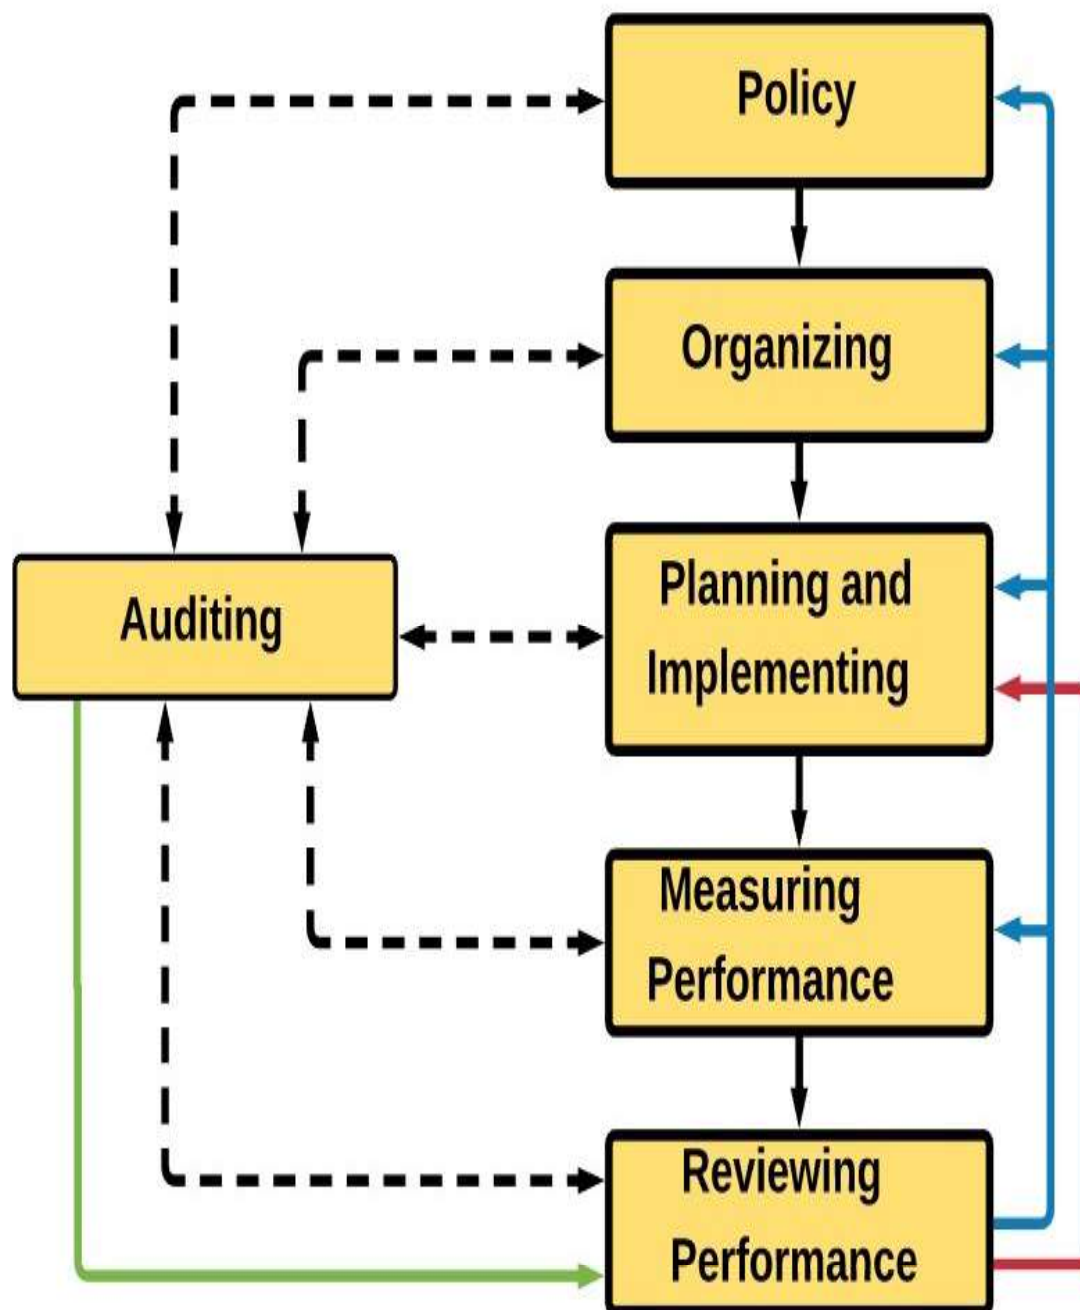 Policy
Organizing
Planning and
Implementing
Auditing
Measuring
Performance
Reviewing
Performance